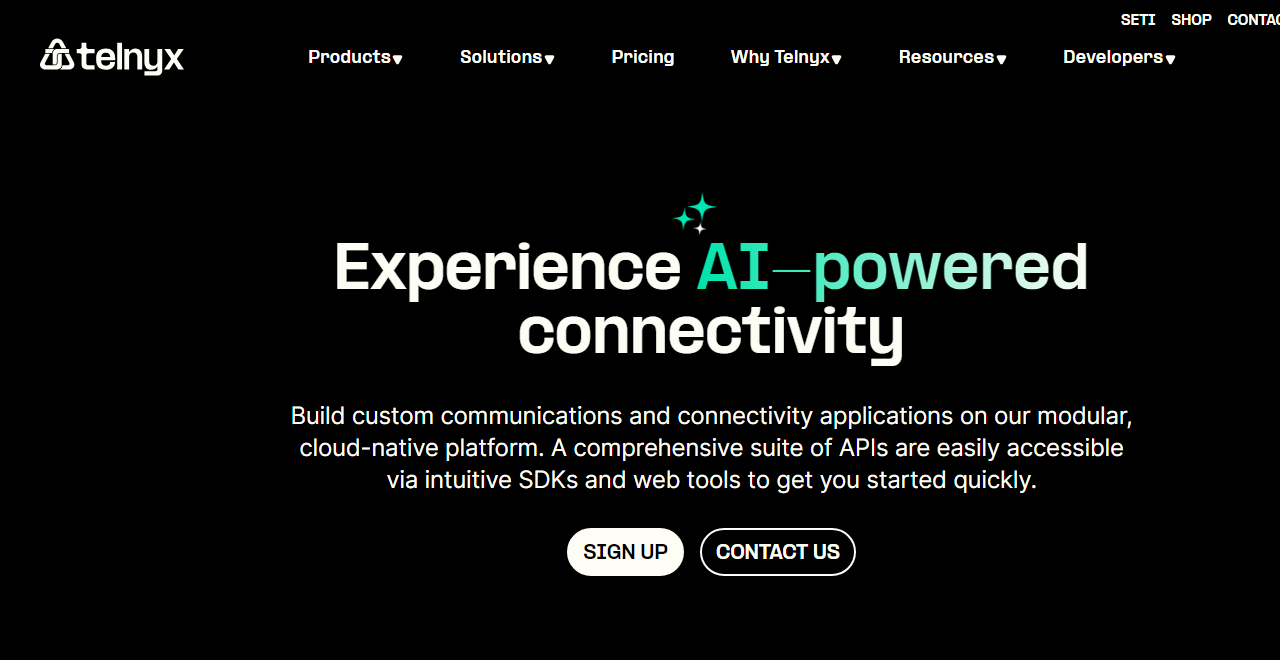 SETI SHOP
telnyx Products Solutions Pricing Why Telnyx Resources Developers
Experience AI—powered
connectivity
Build custom communications and connectivity applications on our modular,
cloud-native platform. A comprehensive suite of APIs are easily accessible
via intuitive SDKs and web tools to get you started quickly.
SIGN UP CONTACT US